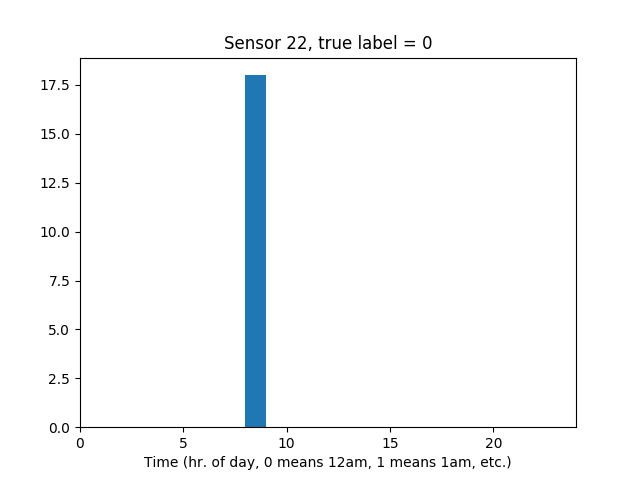 Sensor 22, true label = 0
17.5
15.0
12.5
10.0
7.5
5.0
2.5
0.0
0 5 10 15 20
Time (hr. of day, 0 means 12am, 1 means 1am, etc.)